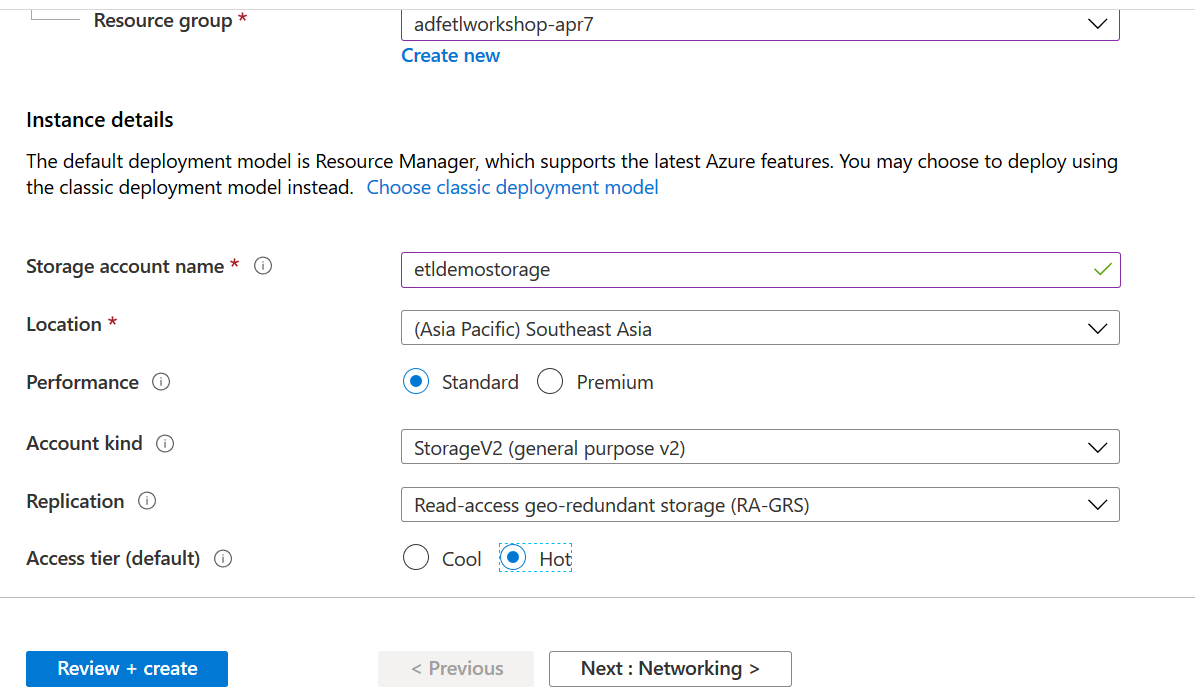 Resource group *
adfetlworkshop-apr7
Create new
Instance details
The default deployment model is Resource Manager, which supports the latest Azure features. You may choose to deploy using
the classic deployment model instead. Choose classic deployment model
Storage account name *
etldemostorage
Location *
(Asia Pacific) Southeast Asia
Performance
Standard Premium
Account kind
StorageV2 (general purpose v2)
Replication
Read-access geo-redundant storage (RA-GRS)
Access tier (default)
Cool Hot
Review + create
< Previous
Next : Networking >